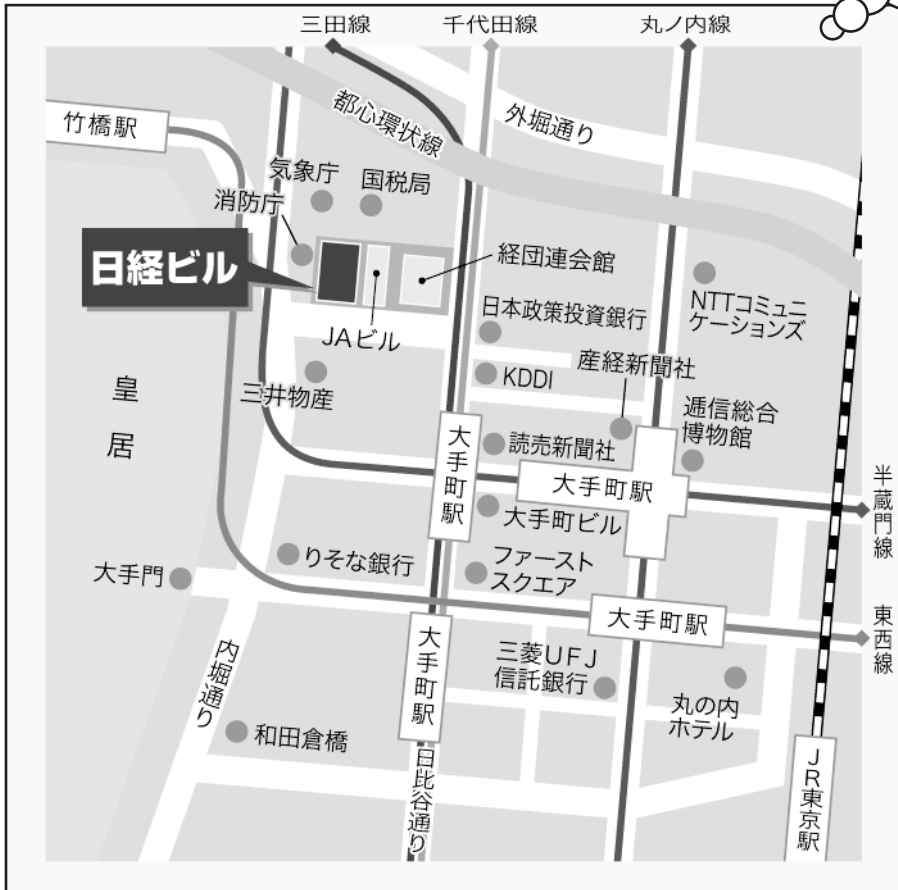 三田線
千代田線
丸ノ内線
竹橋駅
都心環状線
外堀通り
気象庁
国税局
消防庁
日経ビル
経団連会館
NTTコミュニ
ケーションズ
日本政策投資銀行
JAビル
産経新聞社
KDDI
皇居
三井物産
逓信総合
博物館
大手町駅
読売新聞社
大手町駅
半蔵門線
大手町ビル
りそな銀行
ファースト
スクエア
大手門
大手町駅
東西線
大手町駅
内堀通り
三菱UFJ
信託銀行
丸の内
ホテル
和田倉橋
日比谷通り
JR東京駅